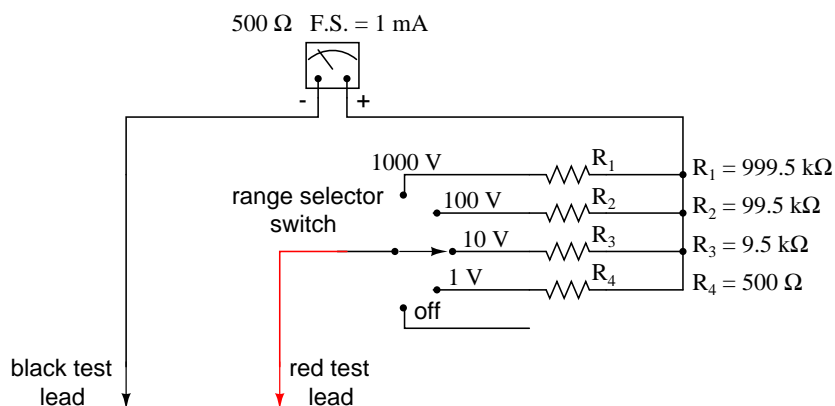 500 Ω F.S. = 1 mA
- +
1000 V R₁ R₁ = 999.5 kΩ
range selector
switch
100 V R₂ R₂ = 99.5 kΩ
10 V R₃ R₃ = 9.5 kΩ
1 V R₄ R₄ = 500 Ω
off
black test
lead
red test
lead